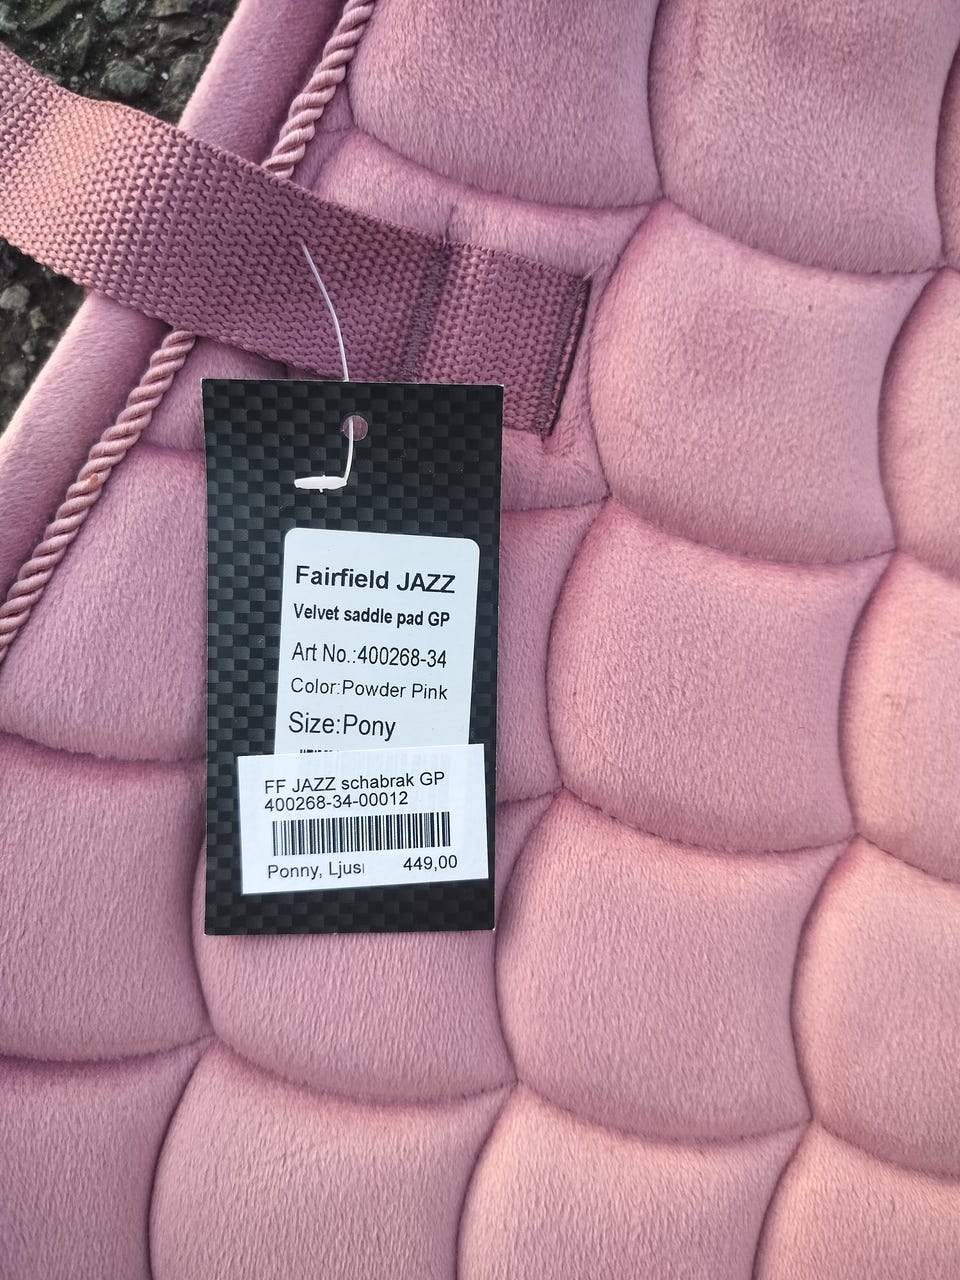 Fairfield JAZZ
Velvet saddle pad GP
Art No.:400268-34
Color:Powder Pink
Size:Pony
FF JAZZ schabrak GP
400268-34-00012
Ponny, Ljus 449,00